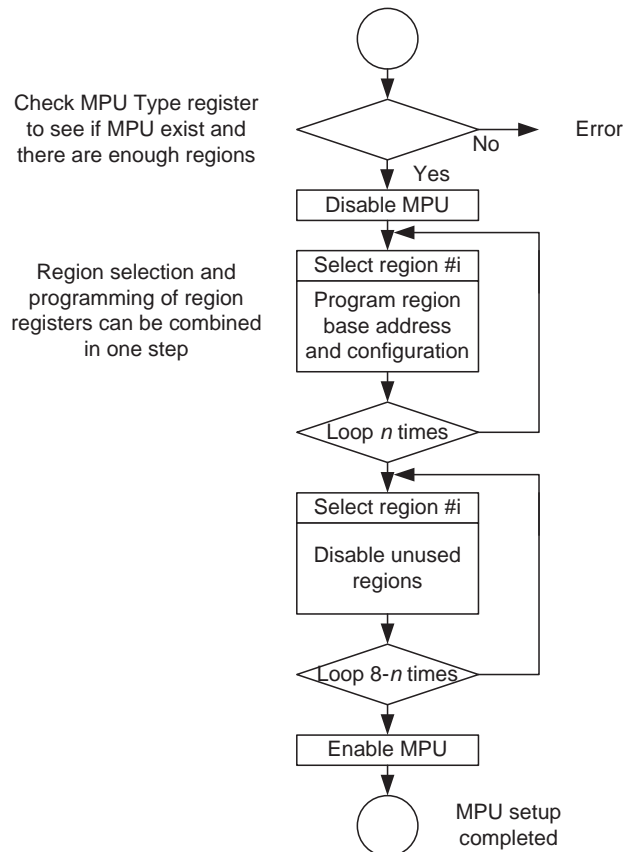 Check MPU Type register
to see if MPU exist and
there are enough regions
No
Error
Yes
Disable MPU
Select region #i
Region selection and
programming of region
registers can be combined
in one step
Program region
base address
and configuration
Loop n times
Select region #i
Disable unused
regions
Loop 8-n times
Enable MPU
MPU setup
completed